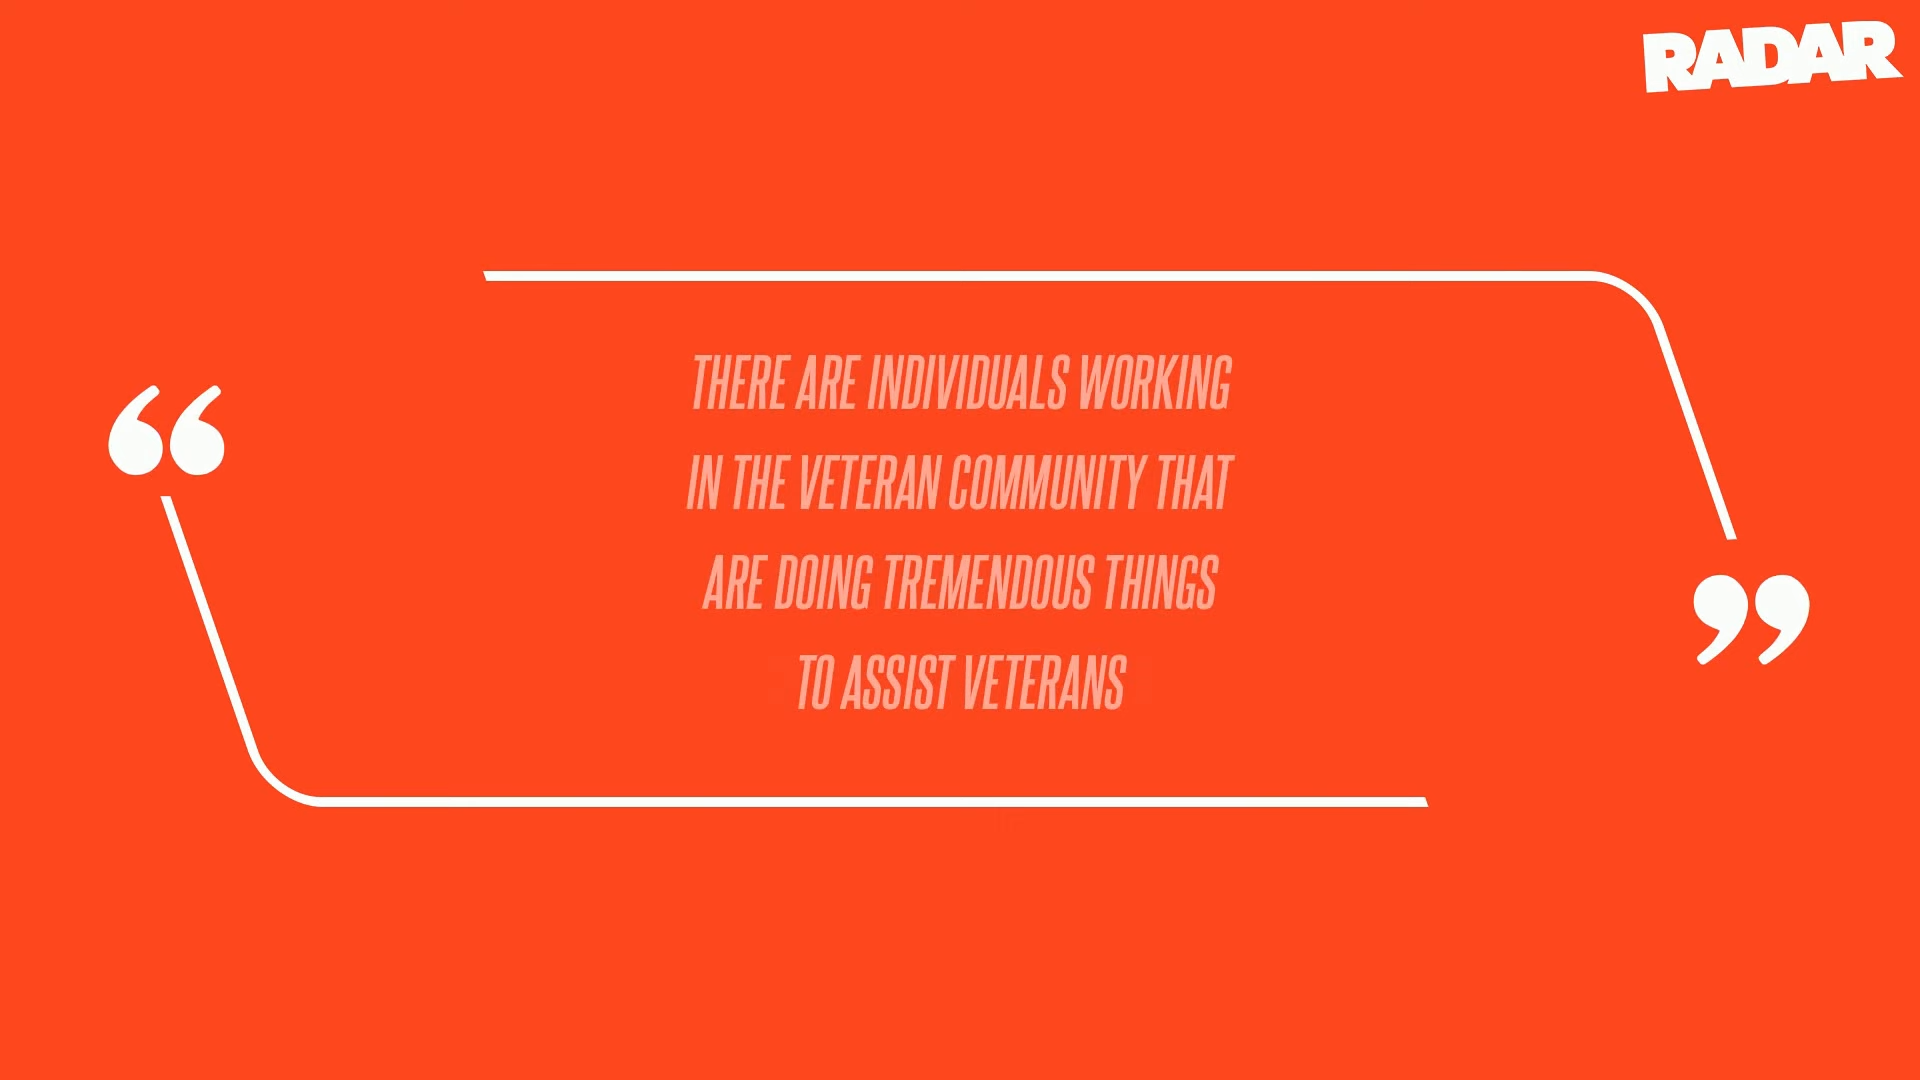 RADAR
“
THERE ARE INDIVIDUALS WORKING
IN THE VETERAN COMMUNITY THAT
ARE DOING TREMENDOUS THINGS
TO ASSIST VETERANS
”